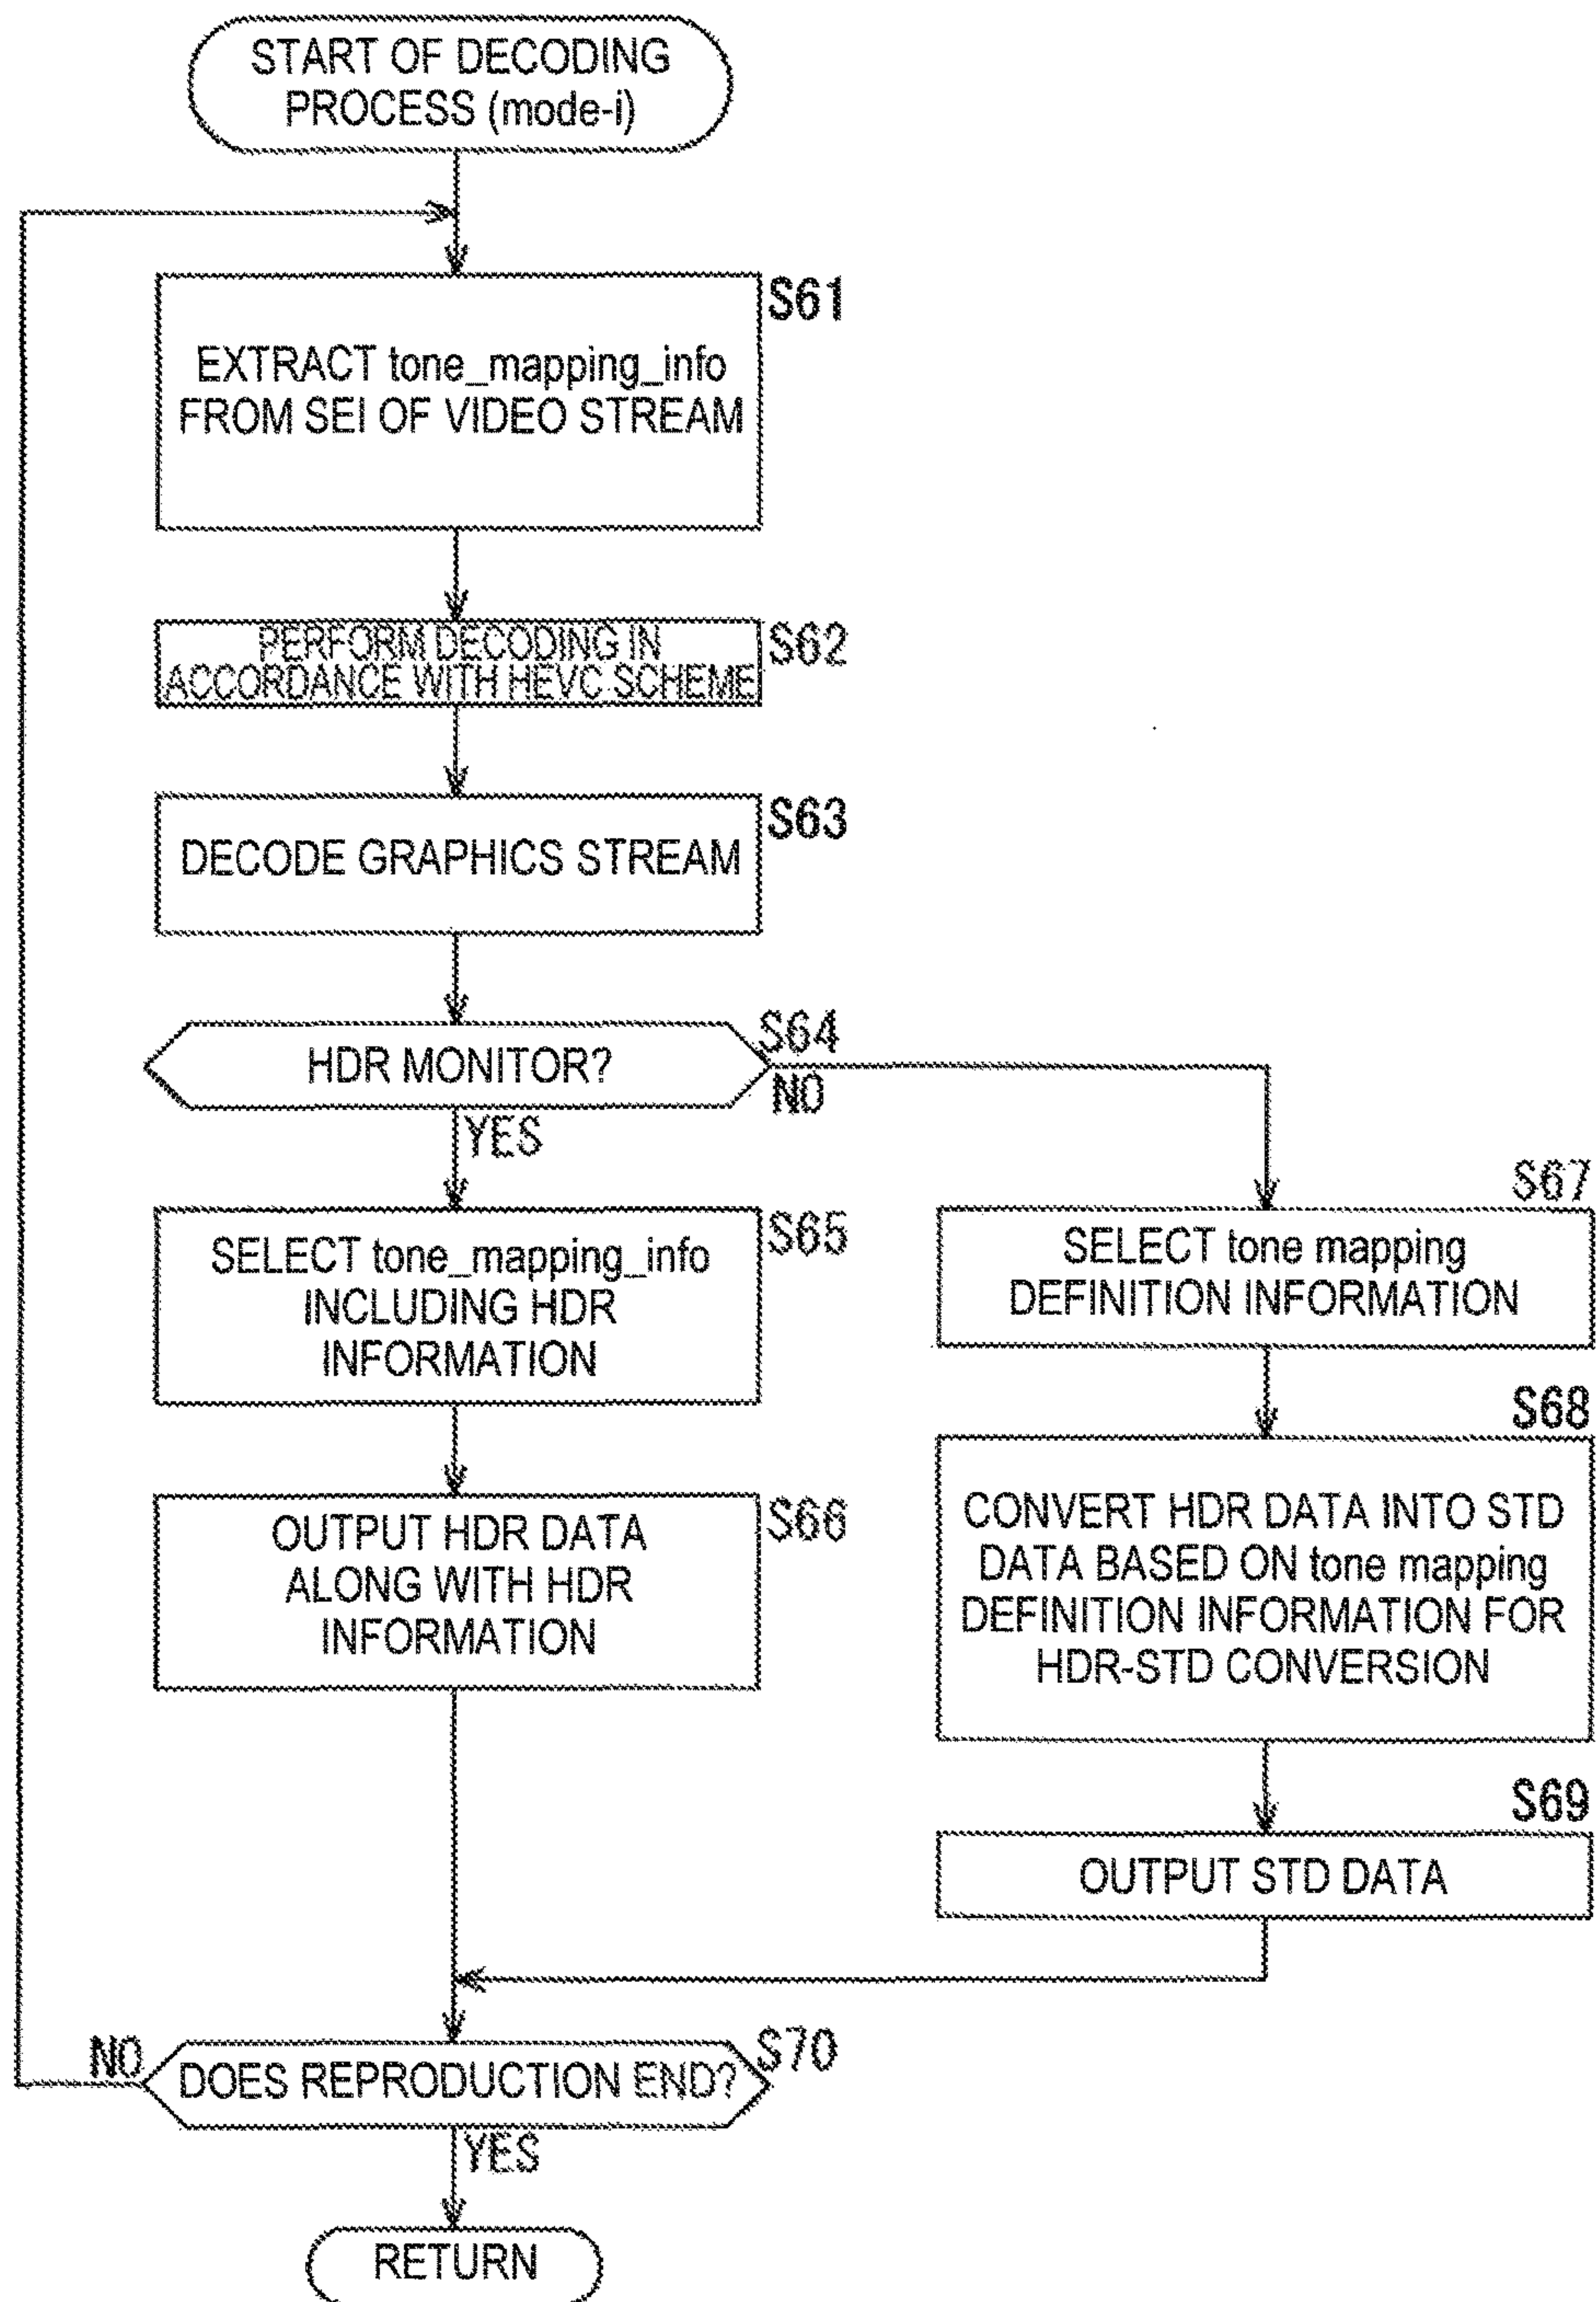 START OF DECODING
PROCESS (mode-i)
S61
EXTRACT tone_mapping_info
FROM SEI OF VIDEO STREAM
S62
PERFORM DECODING IN
ACCORDANCE WITH HEVC SCHEME
S63
DECODE GRAPHICS STREAM
S64
HDR MONITOR?
NO
YES
S65
SELECT tone_mapping_info
INCLUDING HDR
INFORMATION
S66
OUTPUT HDR DATA
ALONG WITH HDR
INFORMATION
S67
SELECT tone mapping
DEFINITION INFORMATION
S68
CONVERT HDR DATA INTO STD
DATA BASED ON tone mapping
DEFINITION INFORMATION FOR
HDR-STD CONVERSION
S69
OUTPUT STD DATA
NO
S70
DOES REPRODUCTION END?
YES
RETURN